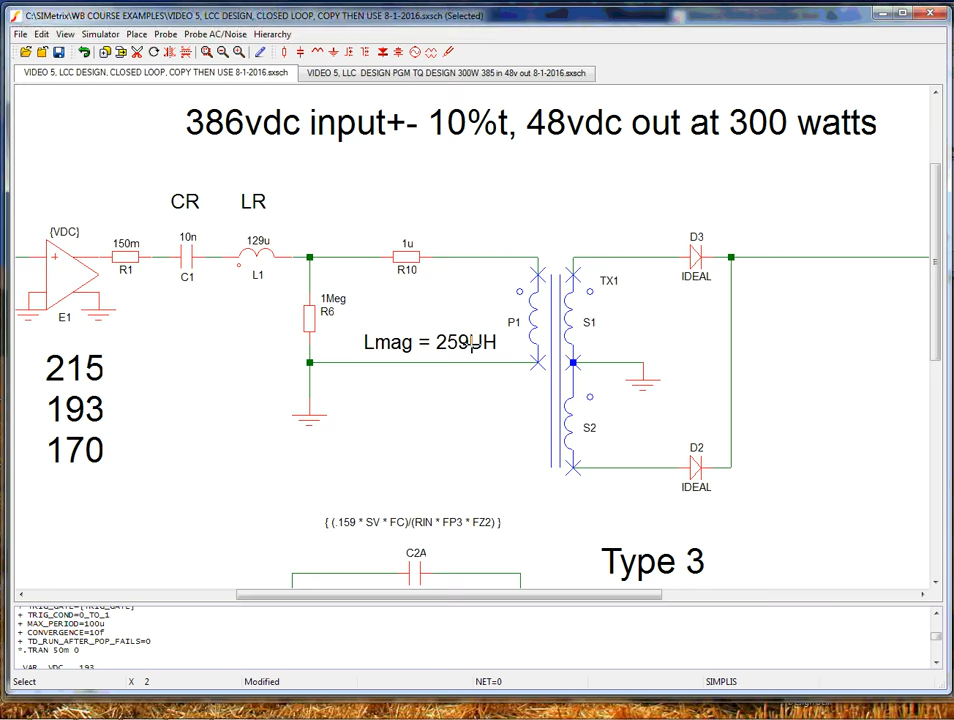 C:\SIMetrix\WB COURSE EXAMPLES\VIDEO 5, LCC DESIGN, CLOSED LOOP, COPY THEN USE 8-1-2016.sxsch (Selected)
File Edit View Simulator Place Probe Probe AC/Noise Hierarchy
VIDEO 5, LCC DESIGN, CLOSED LOOP, COPY THEN USE 8-1-2016.sxsch
VIDEO 5, LLC DESIGN PGM TQ DESIGN 300W 385 in 48v out 8-1-2016.sxsch
386vdc input+- 10%t, 48vdc out at 300 watts
CR LR
{VDC}
150m
10n
129u
1u
D3
R1
C1
L1
R10
IDEAL
TX1
E1
1Meg
R6
P1
S1
Lmag = 259UH
215
193
170
S2
D2
IDEAL
{ (.159 * SV * FC)/(RIN * FP3 * FZ2) }
C2A
Type 3
+ TRIG_GATE={TRIG_GATE}
+ TRIG_COND=0_TO_1
+ MAX_PERIOD=100u
+ CONVERGENCE=10f
+ TD_RUN_AFTER_POP_FAILS=0
*.TRAN 50m 0
VAR VDC 193
Select X 2 Modified NET=0 SIMPLIS